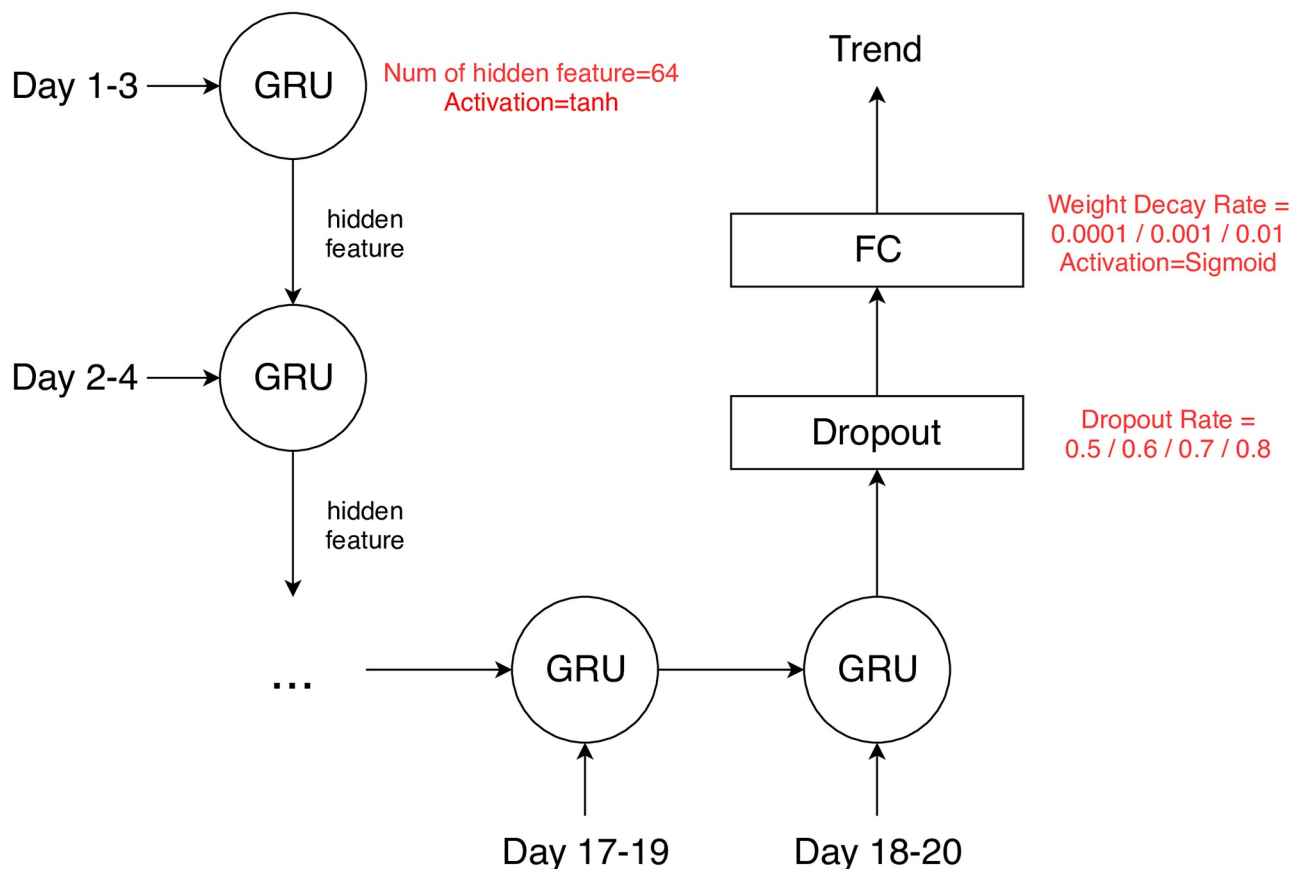 Day 1-3
GRU
Num of hidden feature=64
Activation=tanh
hidden
feature
Day 2-4
GRU
hidden
feature
...
GRU
Day 17-19
GRU
Day 18-20
Dropout
Dropout Rate =
0.5 / 0.6 / 0.7 / 0.8
FC
Weight Decay Rate =
0.0001 / 0.001 / 0.01
Activation=Sigmoid
Trend